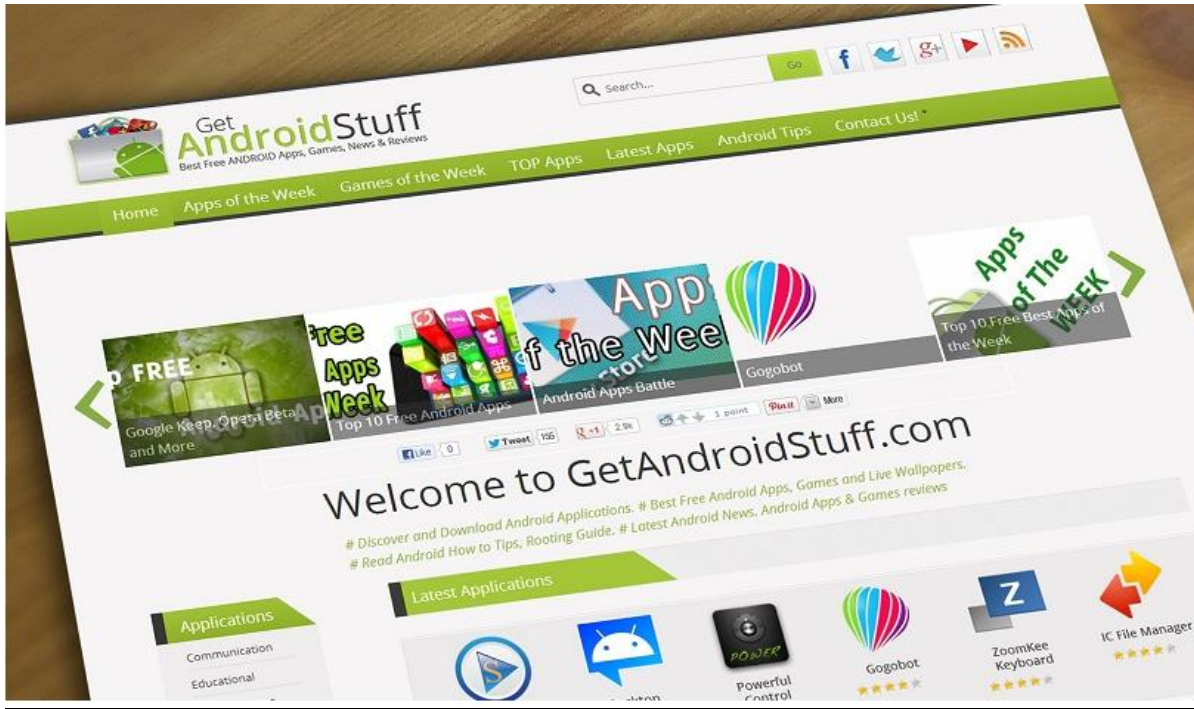 Get
AndroidStuff
Best Free ANDROID Apps, Games, News & Reviews
Search...
Go
f
g+
Home
Apps of the Week
Games of the Week
TOP Apps
Latest Apps
Android Tips
Contact Us!
FREE
Google Keep, Opera Beta
and More
Free
Apps
Week
Top 10 Free Android Apps
Apps
of the Week
Store
Android Apps Battle
Gogobot
Apps
of The
WEEK
Top 10 Free Best Apps of
the Week
Like 0
Tweet 155
+1 2.9k
1 point
Pin it
More
Welcome to GetAndroidStuff.com
# Discover and Download Android Applications. # Best Free Android Apps, Games and Live Wallpapers.
# Read Android How to Tips, Rooting Guide. # Latest Android News, Android Apps & Games reviews
Applications
Communication
Educational
Latest Applications
S
POWER
Powerful
Control
Gogobot
Z
ZoomKee
Keyboard
IC File Manager